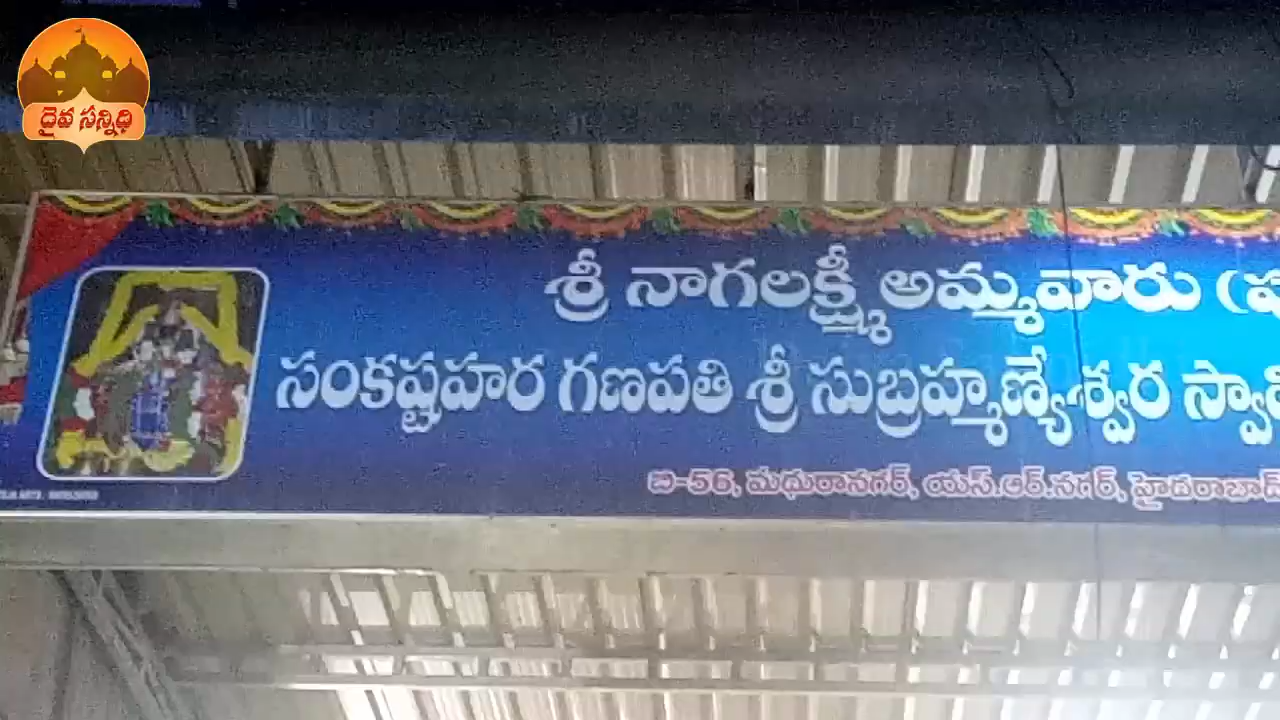 దైవ సన్నిధి
శ్రీ నాగలక్ష్మీ అమ్మవారు
సంకష్టహర గణపతి శ్రీ సుబ్రహ్మణ్యేశ్వర
బి-56, మధురానగర్, యస్.ఆర్.నగర్, హైదరాబాద్